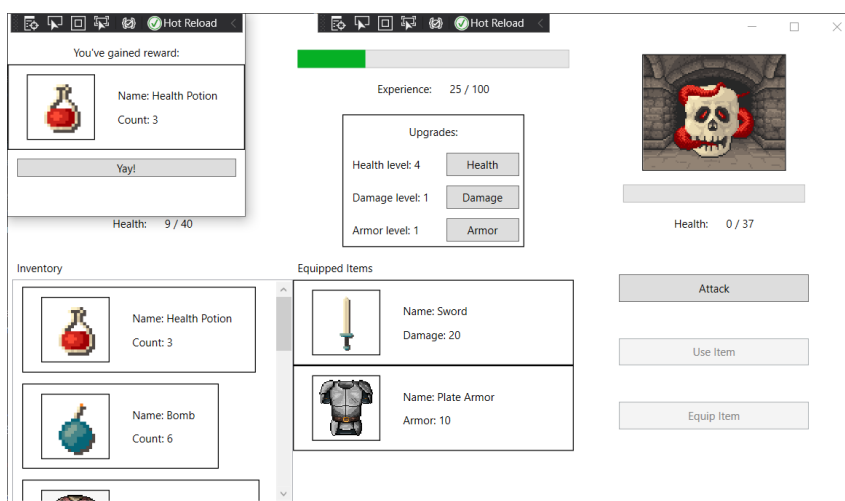 Hot Reload
You've gained reward:
Name: Health Potion
Count: 3
Yay!
Health: 9 / 40
Hot Reload
Experience: 25 / 100
Upgrades:
Health level: 4 Health
Damage level: 1 Damage
Armor level: 1 Armor
Health: 0 / 37
Inventory
Name: Health Potion
Count: 3
Name: Bomb
Count: 6
Equipped Items
Name: Sword
Damage: 20
Name: Plate Armor
Armor: 10
Attack
Use Item
Equip Item